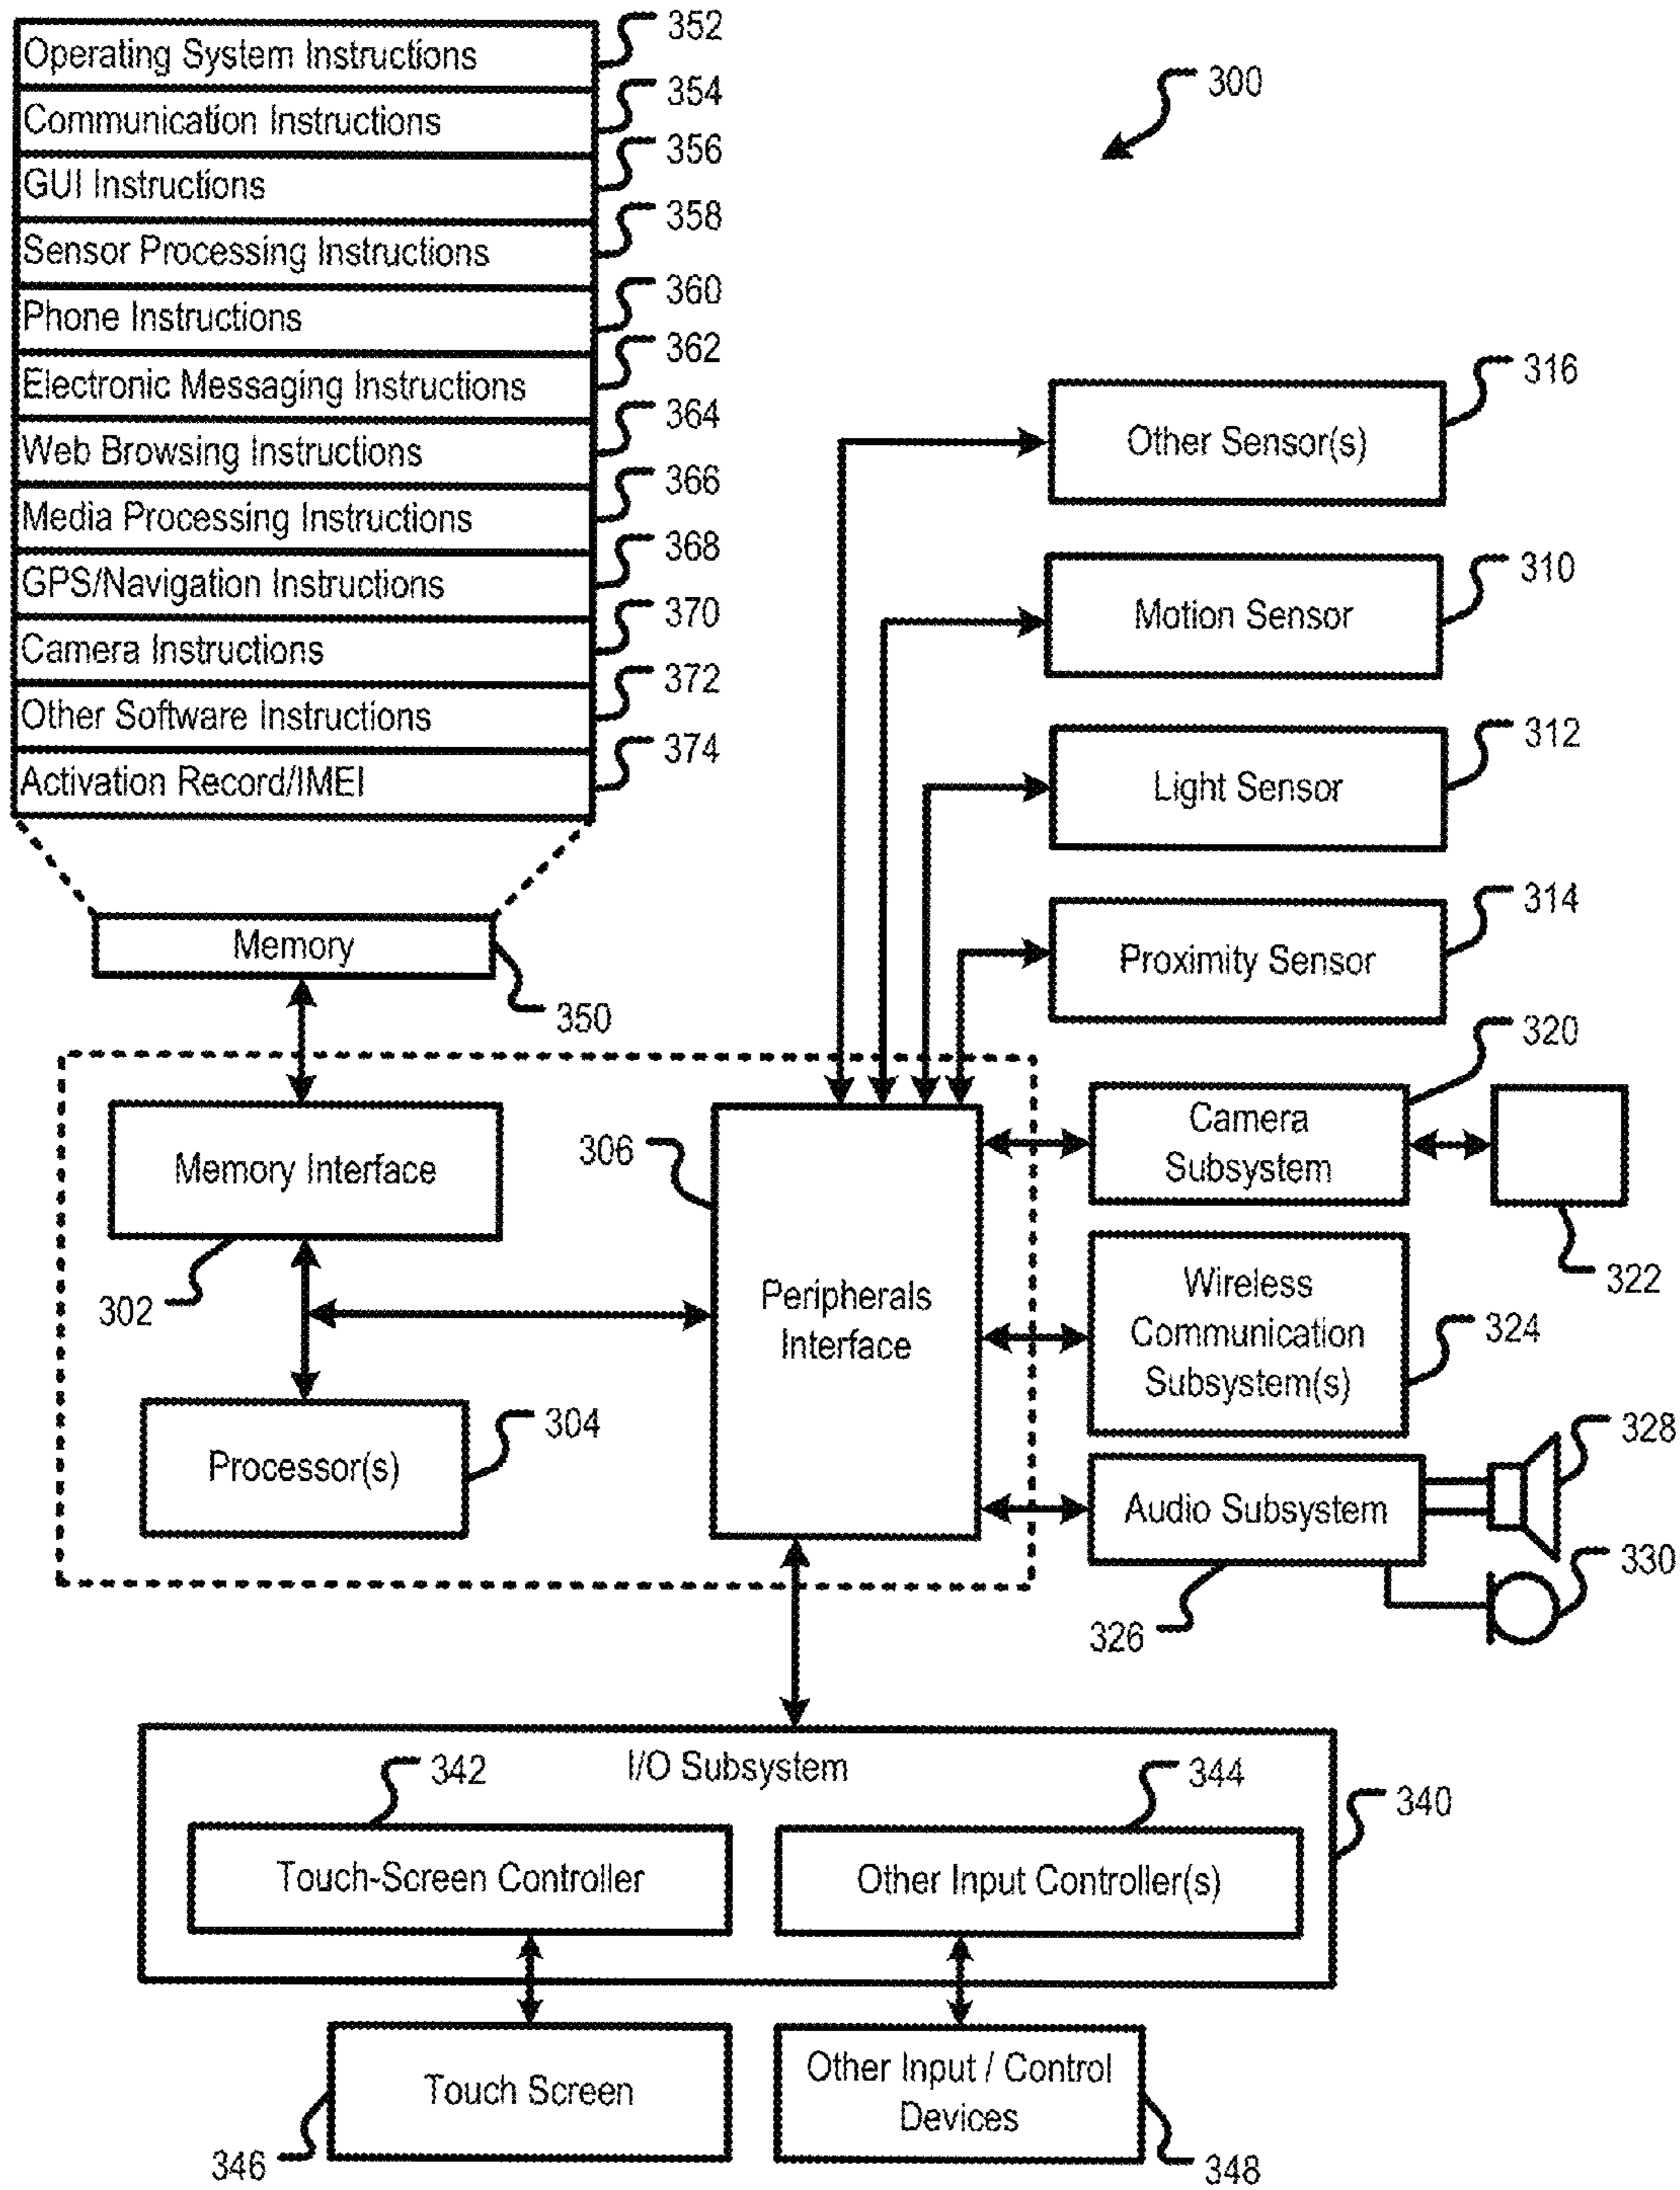 Operating System Instructions
352
Communication Instructions
354
GUI Instructions
356
Sensor Processing Instructions
358
Phone Instructions
360
Electronic Messaging Instructions
362
Web Browsing Instructions
364
Media Processing Instructions
366
GPS/Navigation Instructions
368
Camera Instructions
370
Other Software Instructions
372
Activation Record/IMEI
374
300
Other Sensor(s)
316
Motion Sensor
310
Light Sensor
312
Proximity Sensor
314
Memory
350
Memory Interface
302
Processor(s)
304
306
Peripherals
Interface
Camera
Subsystem
320
322
Wireless
Communication
Subsystem(s)
324
Audio Subsystem
326
328
330
I/O Subsystem
340
342
Touch-Screen Controller
344
Other Input Controller(s)
Touch Screen
346
Other Input / Control
Devices
348